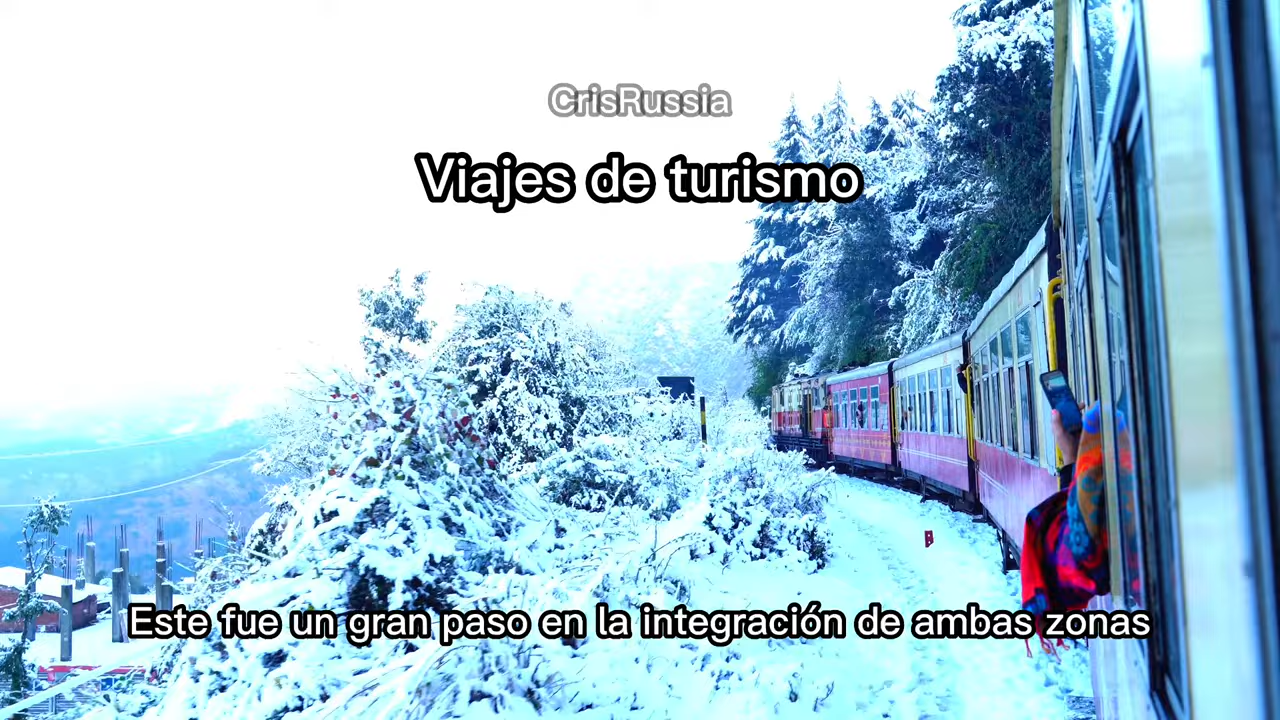 CrisRussia
Viajes de turismo
Este fue un gran paso en la integración de ambas zonas